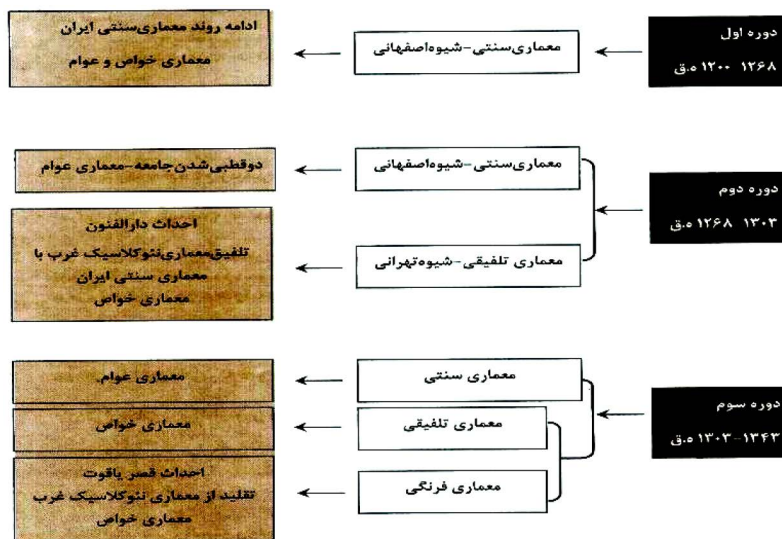 دوره اول
۱۲۶۸ ۱۲۰۰ ه.ق
معماری‌سنتی-شیوه‌اصفهانی
ادامه روند معماری‌سنتی ایران
معماری خواص و عوام
دوره دوم
۱۳۰۳ ۱۲۶۸ ه.ق
معماری‌سنتی-شیوه‌اصفهانی
دوقطبی‌شدن‌جامعه-معماری عوام
معماری تلفیقی-شیوه‌تهرانی
احداث دارالفنون
تلفیق‌معماری‌نئوکلاسیک غرب با
معماری سنتی ایران
معماری خواص
دوره سوم
۱۳۰۳-۱۳۴۳ ه.ق
معماری سنتی
معماری عوام.
معماری تلفیقی
معماری خواص
معماری فرنگی
احداث قصر یاقوت
تقلید از معماری نئوکلاسیک غرب
معماری خواص